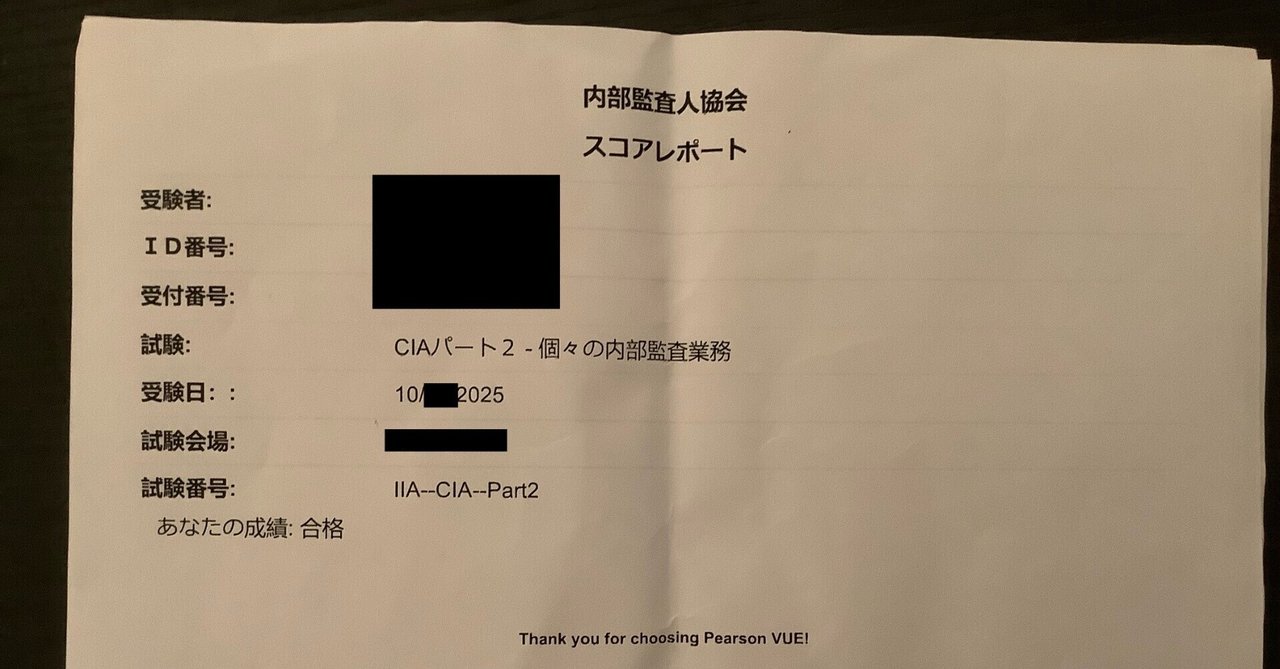 内部監査人協会
スコアレポート
受験者:
ＩＤ番号:
受付番号:
試験: CIAパート２ - 個々の内部監査業務
受験日: : 10/ 2025
試験会場:
試験番号: IIA--CIA--Part2
あなたの成績: 合格
Thank you for choosing Pearson VUE!